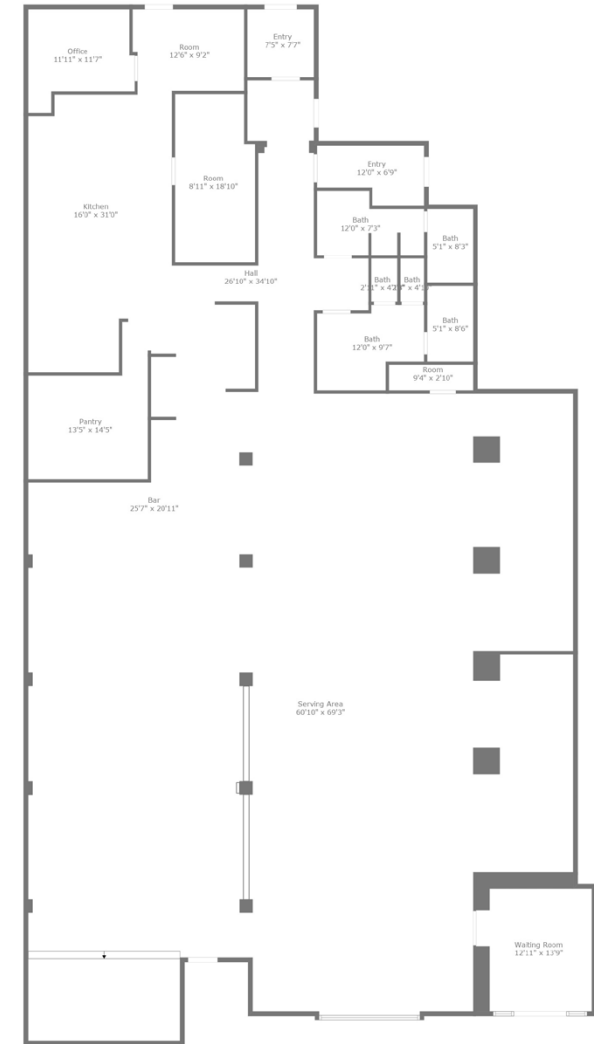 Office
11'11" x 11'7"
Room
12'6" x 9'2"
Entry
7'5" x 7'7"
Entry
12'0" x 6'9"
Room
8'11" x 18'10"
Kitchen
16'0" x 31'0"
Bath
12'0" x 7'3"
Bath
5'1" x 8'3"
Hall
26'10" x 34'10"
Bath
Bath
Bath
5'1" x 8'6"
Bath
12'0" x 9'7"
Room
9'4" x 2'10"
Pantry
13'5" x 14'5"
Bar
25'7" x 20'11"
Serving Area
60'10" x 69'3"
Waiting Room
12'11" x 13'9"